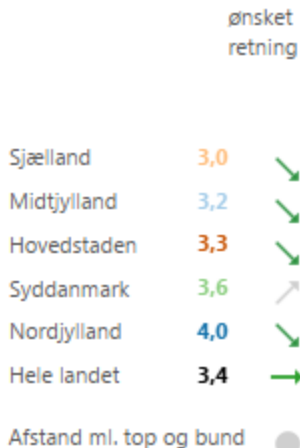 ønsket
retning
Sjælland 3,0
Midtjylland 3,2
Hovedstaden 3,3
Syddanmark 3,6
Nordjylland 4,0
Hele landet 3,4
Afstand ml. top og bund